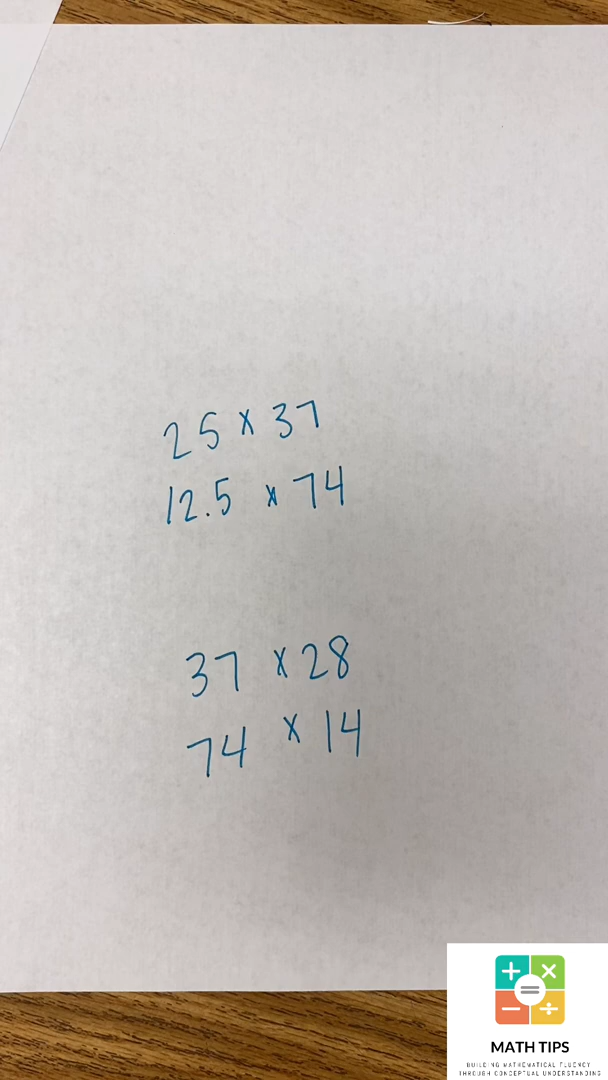 25 x 37
12.5 x 74
37 x 28
74 x 14
MATH TIPS
BUILDING MATHEMATICAL FLUENCY
THROUGH CONCEPTUAL UNDERSTANDING